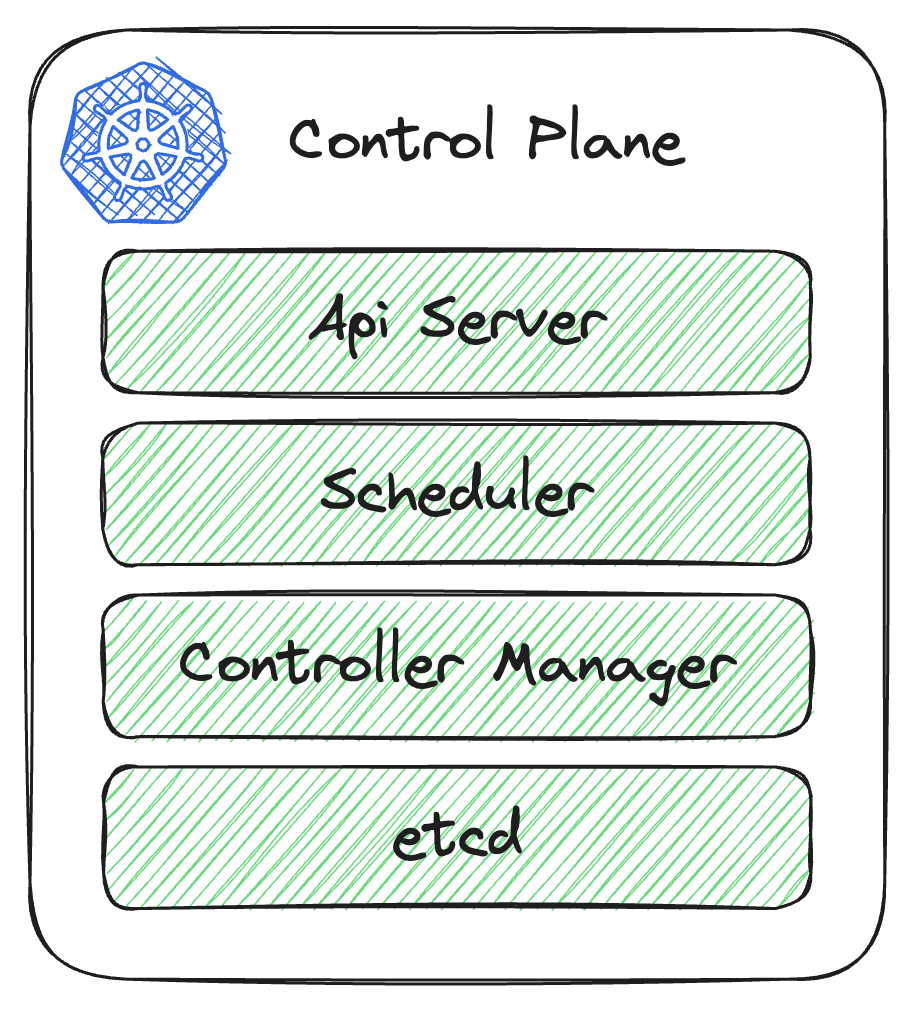 Control Plane
Api Server
Scheduler
Controller Manager
etcd